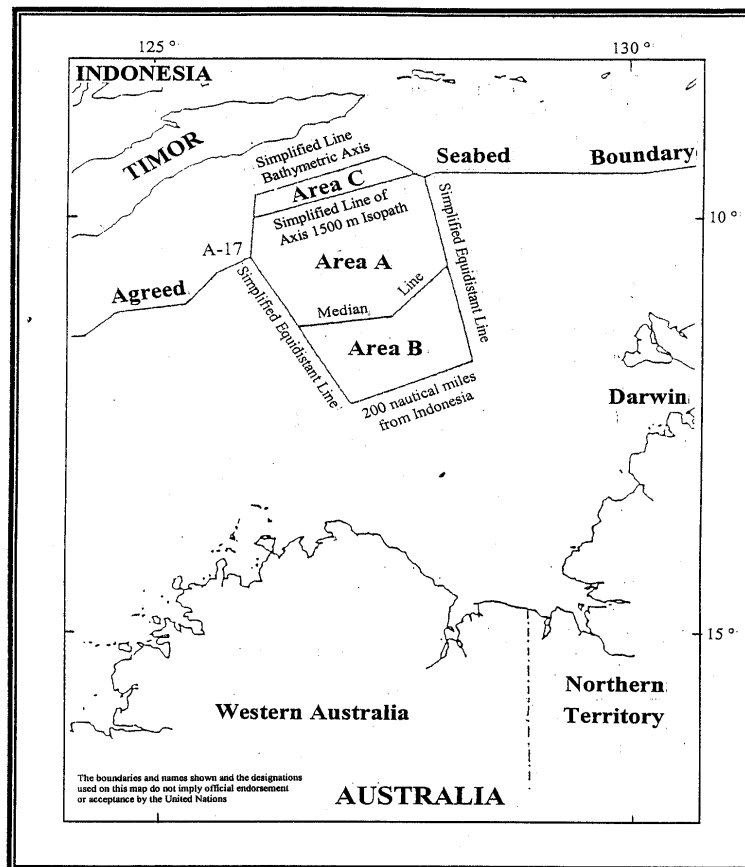 125 °
130 °
INDONESIA
TIMOR
Simplified Line
Bathymetric Axis
Seabed
Boundary
Area C
Simplified Line of
Axis 1500 m Isopath
10 °
A-17
Area A
Simplified Equidistant Line
Agreed
Median
Line
Simplified Equidistant Line
Area B
200 nautical miles
from Indonesia
Darwin
15 °
Western Australia
Northern
Territory
The boundaries and names shown and the designations
used on this map do not imply official endorsement
or acceptance by the United Nations
AUSTRALIA